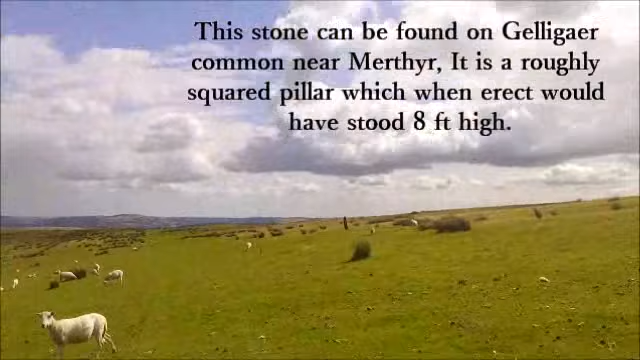 This stone can be found on Gelligaer
common near Merthyr, It is a roughly
squared pillar which when erect would
have stood 8 ft high.